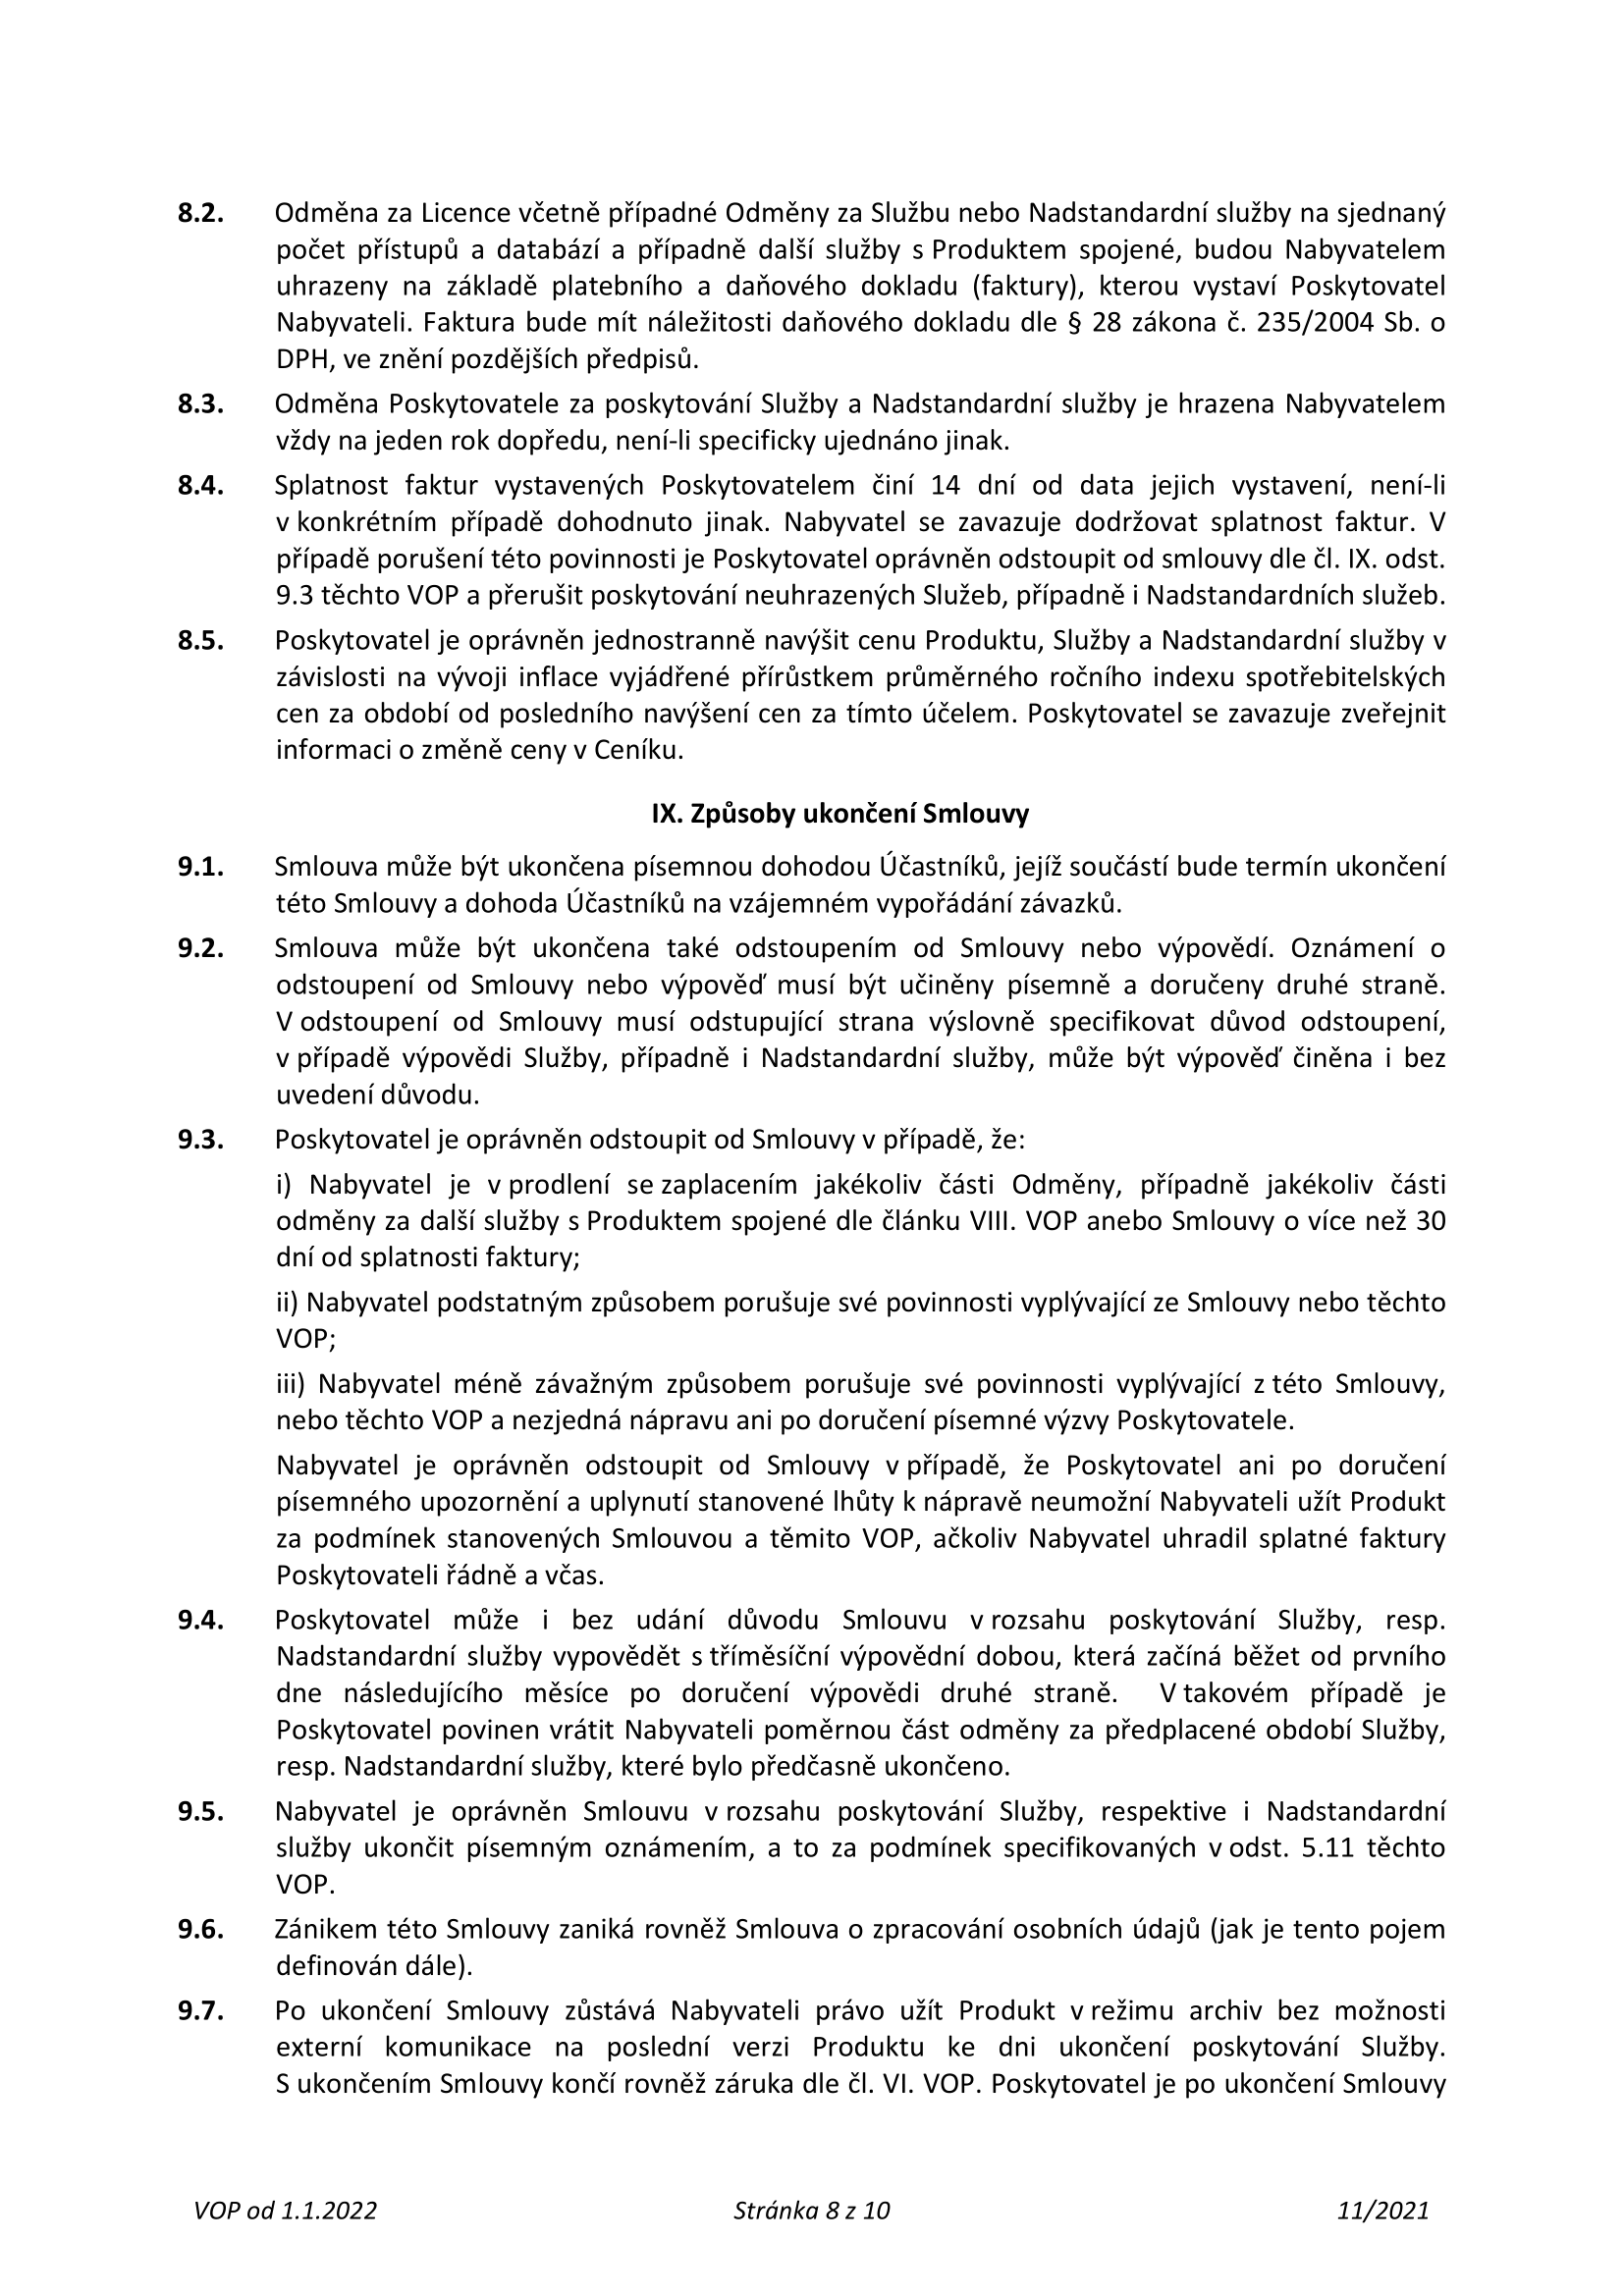 8.2. Odměna za Licence včetně případné Odměny za Službu nebo Nadstandardní služby na sjednaný
počet přístupů a databází a případně další služby s Produktem spojené, budou Nabyvatelem
uhrazeny na základě platebního a daňového dokladu (faktury), kterou vystaví Poskytovatel
Nabyvateli. Faktura bude mít náležitosti daňového dokladu dle § 28 zákona č. 235/2004 Sb. o
DPH, ve znění pozdějších předpisů.
8.3. Odměna Poskytovatele za poskytování Služby a Nadstandardní služby je hrazena Nabyvatelem
vždy na jeden rok dopředu, není-li specificky ujednáno jinak.
8.4. Splatnost faktur vystavených Poskytovatelem činí 14 dní od data jejich vystavení, není-li
v konkrétním případě dohodnuto jinak. Nabyvatel se zavazuje dodržovat splatnost faktur. V
případě porušení této povinnosti je Poskytovatel oprávněn odstoupit od smlouvy dle čl. IX. odst.
9.3 těchto VOP a přerušit poskytování neuhrazených Služeb, případně i Nadstandardních služeb.
8.5. Poskytovatel je oprávněn jednostranně navýšit cenu Produktu, Služby a Nadstandardní služby v
závislosti na vývoji inflace vyjádřené přírůstkem průměrného ročního indexu spotřebitelských
cen za období od posledního navýšení cen za tímto účelem. Poskytovatel se zavazuje zveřejnit
informaci o změně ceny v Ceníku.
IX. Způsoby ukončení Smlouvy
9.1. Smlouva může být ukončena písemnou dohodou Účastníků, jejíž součástí bude termín ukončení
této Smlouvy a dohoda Účastníků na vzájemném vypořádání závazků.
9.2. Smlouva může být ukončena také odstoupením od Smlouvy nebo výpovědí. Oznámení o
odstoupení od Smlouvy nebo výpověď musí být učiněny písemně a doručeny druhé straně.
V odstoupení od Smlouvy musí odstupující strana výslovně specifikovat důvod odstoupení,
v případě výpovědi Služby, případně i Nadstandardní služby, může být výpověď činěna i bez
uvedení důvodu.
9.3. Poskytovatel je oprávněn odstoupit od Smlouvy v případě, že:
i) Nabyvatel je v prodlení se zaplacením jakékoliv části Odměny, případně jakékoliv části
odměny za další služby s Produktem spojené dle článku VIII. VOP anebo Smlouvy o více než 30
dní od splatnosti faktury;
ii) Nabyvatel podstatným způsobem porušuje své povinnosti vyplývající ze Smlouvy nebo těchto
VOP;
iii) Nabyvatel méně závažným způsobem porušuje své povinnosti vyplývající z této Smlouvy,
nebo těchto VOP a nezjedná nápravu ani po doručení písemné výzvy Poskytovatele.
Nabyvatel je oprávněn odstoupit od Smlouvy v případě, že Poskytovatel ani po doručení
písemného upozornění a uplynutí stanovené lhůty k nápravě neumožní Nabyvateli užít Produkt
za podmínek stanovených Smlouvou a těmito VOP, ačkoliv Nabyvatel uhradil splatné faktury
Poskytovateli řádně a včas.
9.4. Poskytovatel může i bez udání důvodu Smlouvu v rozsahu poskytování Služby, resp.
Nadstandardní služby vypovědět s tříměsíční výpovědní dobou, která začíná běžet od prvního
dne následujícího měsíce po doručení výpovědi druhé straně. V takovém případě je
Poskytovatel povinen vrátit Nabyvateli poměrnou část odměny za předplacené období Služby,
resp. Nadstandardní služby, které bylo předčasně ukončeno.
9.5. Nabyvatel je oprávněn Smlouvu v rozsahu poskytování Služby, respektive i Nadstandardní
služby ukončit písemným oznámením, a to za podmínek specifikovaných v odst. 5.11 těchto
VOP.
9.6. Zánikem této Smlouvy zaniká rovněž Smlouva o zpracování osobních údajů (jak je tento pojem
definován dále).
9.7. Po ukončení Smlouvy zůstává Nabyvateli právo užít Produkt v režimu archiv bez možnosti
externí komunikace na poslední verzi Produktu ke dni ukončení poskytování Služby.
S ukončením Smlouvy končí rovněž záruka dle čl. VI. VOP. Poskytovatel je po ukončení Smlouvy
VOP od 1.1.2022 Stránka 8 z 10 11/2021